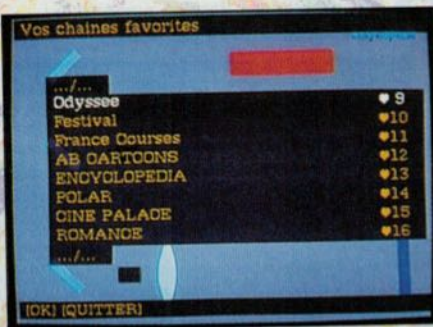 Vos chaines favorites
.../...
Odyssee ♥ 9
Festival ♥10
France Courses ♥11
AB CARTOONS ♥12
ENCYCLOPEDIA ♥13
POLAR ♥14
CINE PALACE ♥15
ROMANCE ♥16
.../...
[OK] [QUITTER]